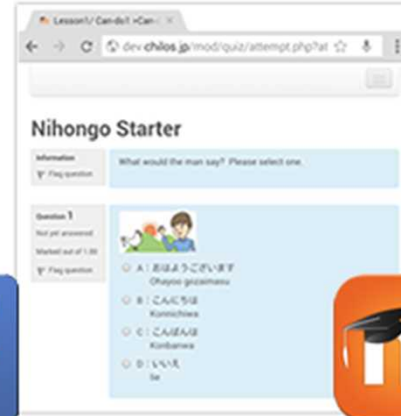 Lesson1/ Can-do1 >Can-
dev.chilos.jp/mod/quiz/attempt.php?at
Nihongo Starter
Information
Flag question
What would the man say? Please select one.
Question 1
Not yet answered
Marked out of 1.00
Flag question
A : おはようございます
Ohayoo gozaimasu
B : こんにちは
Konnichiwa
C : こんばんは
Konbanwa
D : いいえ
Iie